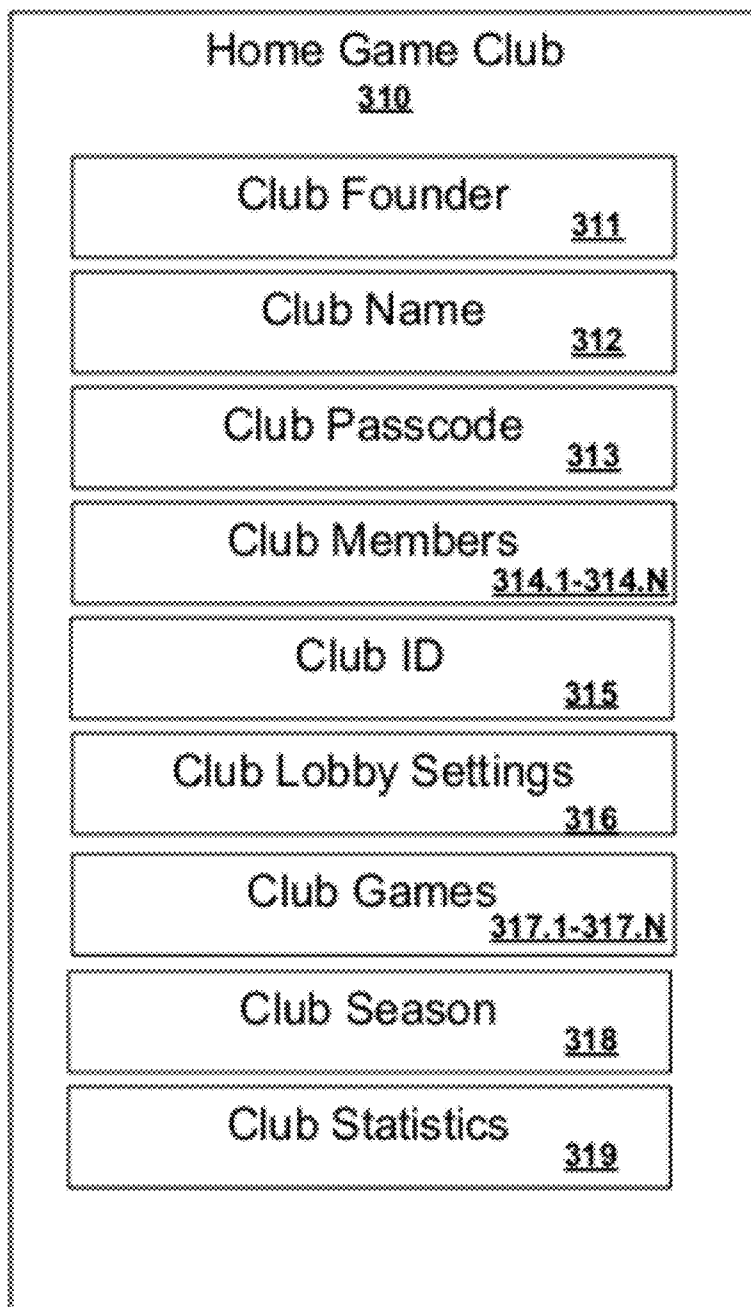 Home Game Club
310
Club Founder
311
Club Name
312
Club Passcode
313
Club Members
314.1-314.N
Club ID
315
Club Lobby Settings
316
Club Games
317.1-317.N
Club Season
318
Club Statistics
319